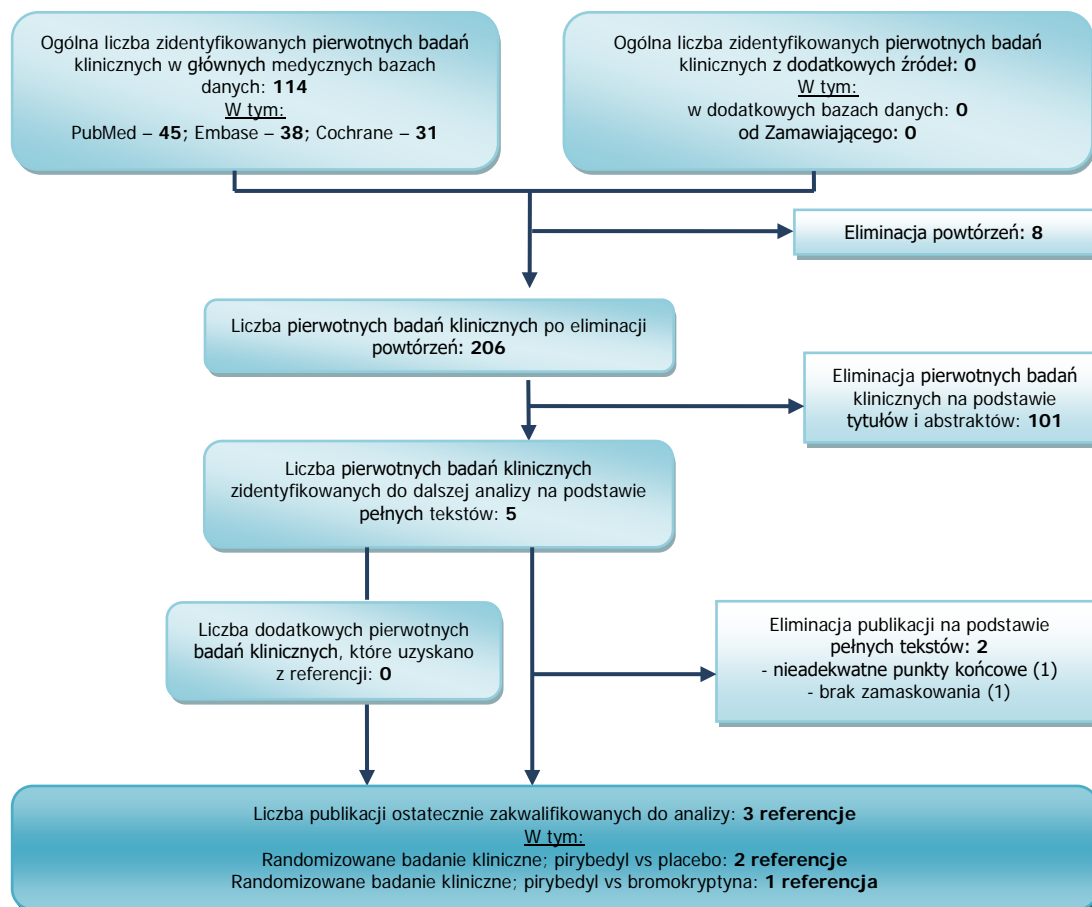 Ogólna liczba zidentyfikowanych pierwotnych badań
klinicznych w głównych medycznych bazach
danych: 114
W tym:
PubMed – 45; Embase – 38; Cochrane – 31
Ogólna liczba zidentyfikowanych pierwotnych badań
klinicznych z dodatkowych źródeł: 0
W tym:
w dodatkowych bazach danych: 0
od Zamawiającego: 0
Eliminacja powtórzeń: 8
Liczba pierwotnych badań klinicznych po eliminacji
powtórzeń: 206
Eliminacja pierwotnych badań
klinicznych na podstawie
tytułów i abstraktów: 101
Liczba pierwotnych badań klinicznych
zidentyfikowanych do dalszej analizy na podstawie
pełnych tekstów: 5
Liczba dodatkowych pierwotnych
badań klinicznych, które uzyskano
z referencji: 0
Eliminacja publikacji na podstawie
pełnych tekstów: 2
- nieadekwatne punkty końcowe (1)
- brak zamaskowania (1)
Liczba publikacji ostatecznie zakwalifikowanych do analizy: 3 referencje
W tym:
Randomizowane badanie kliniczne; pirybedyl vs placebo: 2 referencje
Randomizowane badanie kliniczne; pirybedyl vs bromokryptyna: 1 referencja